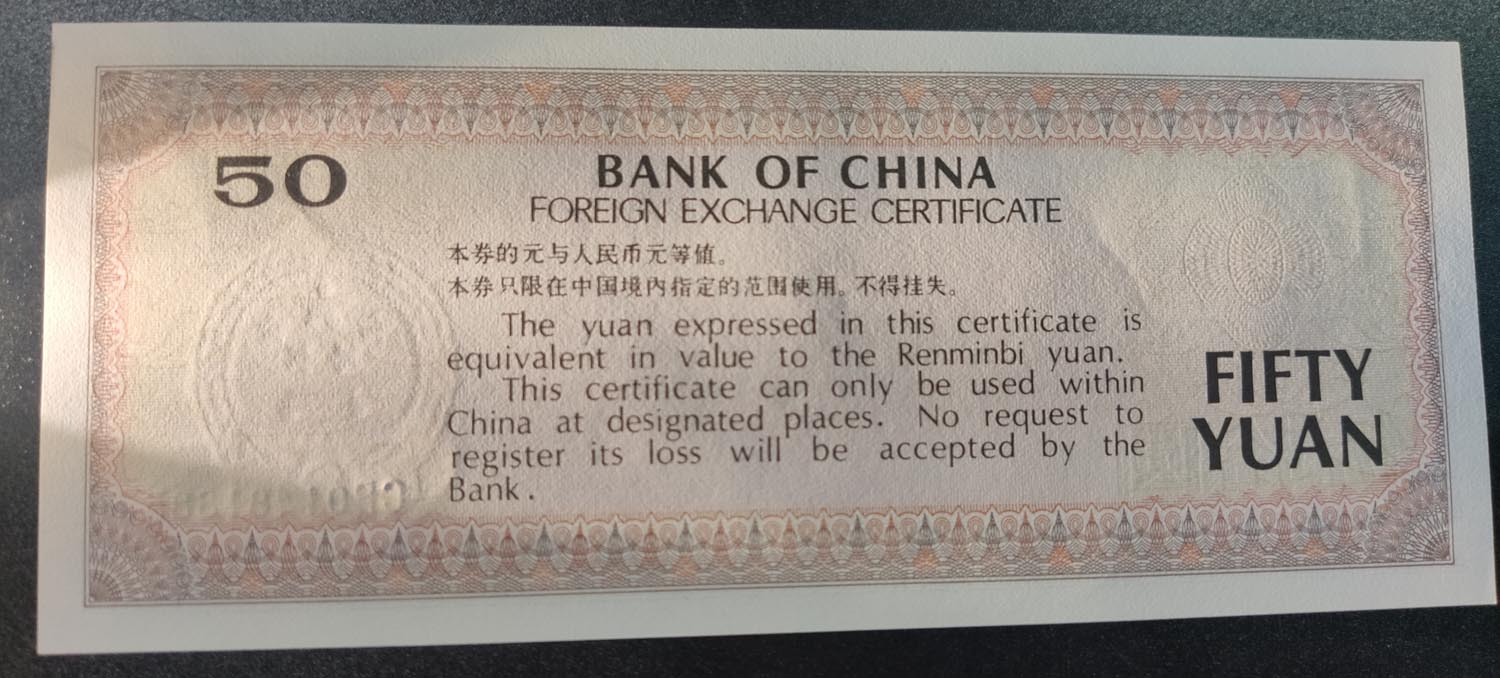 50
BANK OF CHINA
FOREIGN EXCHANGE CERTIFICATE
本券的元与人民币元等值。
本券只限在中国境内指定的范围使用。不得挂失。
The yuan expressed in this certificate is
equivalent in value to the Renminbi yuan.
This certificate can only be used within
China at designated places. No request to
register its loss will be accepted by the
Bank.
FIFTY
YUAN